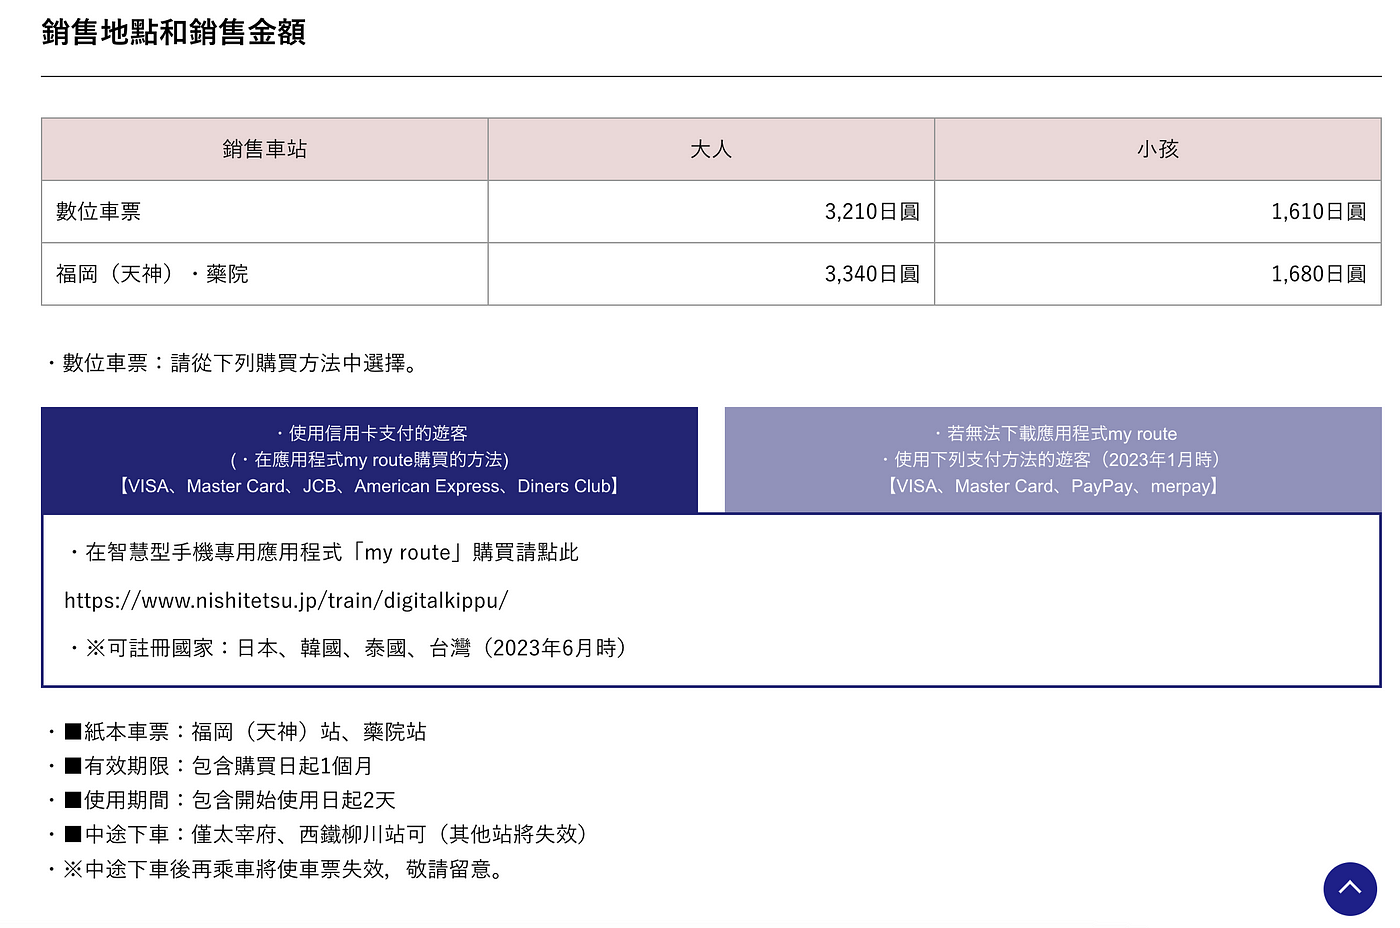 銷售地點和銷售金額
銷售車站 大人 小孩
數位車票 3,210日圓 1,610日圓
福岡（天神）・藥院 3,340日圓 1,680日圓
・數位車票：請從下列購買方法中選擇。
・使用信用卡支付的遊客
(・在應用程式my route購買的方法)
【VISA、Master Card、JCB、American Express、Diners Club】
・若無法下載應用程式my route
・使用下列支付方法的遊客（2023年1月時）
【VISA、Master Card、PayPay、merpay】
・在智慧型手機專用應用程式「my route」購買請點此
https://www.nishitetsu.jp/train/digitalkippu/
・※可註冊國家：日本、韓國、泰國、台灣（2023年6月時）
・■紙本車票：福岡（天神）站、藥院站
・■有效期限：包含購買日起1個月
・■使用期間：包含開始使用日起2天
・■中途下車：僅太宰府、西鐵柳川站可（其他站將失效）
・※中途下車後再乘車將使車票失效，敬請留意。